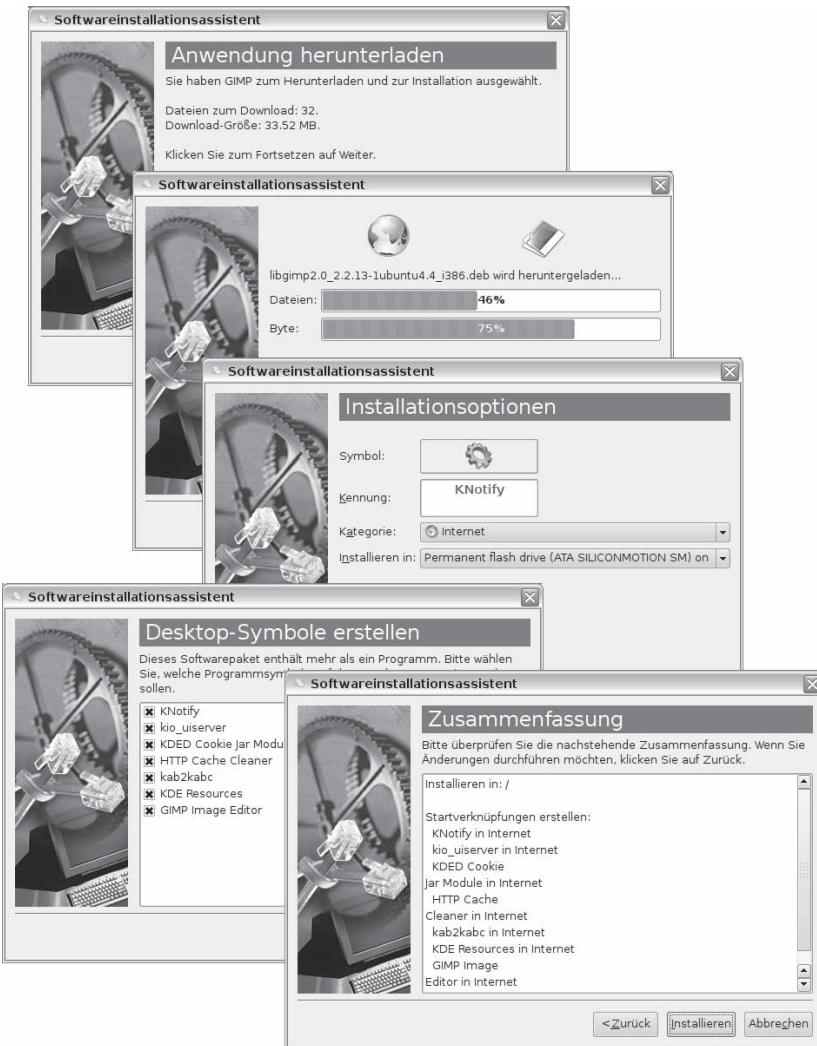 Softwareinstallationsassistent
Anwendung herunterladen
Sie haben GIMP zum Herunterladen und zur Installation ausgewählt.
Dateien zum Download: 32.
Download-Größe: 33.52 MB.
Klicken Sie zum Fortsetzen auf Weiter.
Softwareinstallationsassistent
libgimp2.0_2.2.13-1ubuntu4.4_i386.deb wird heruntergeladen...
Dateien: 46%
Byte: 75%
Softwareinstallationsassistent
Installationsoptionen
Symbol:
Kennung: KNotify
Kategorie: Internet
Installieren in: Permanent flash drive (ATA SILICONMOTION SM) on
Softwareinstallationsassistent
Desktop-Symbole erstellen
Dieses Softwarepaket enthält mehr als ein Programm. Bitte wählen
Sie, welche
sollen.
KNotify
kio_uiserver
KDED Cookie Jar Modu
HTTP Cache Cleaner
kab2kabc
KDE Resources
GIMP Image Editor
Softwareinstallationsassistent
Zusammenfassung
Bitte überprüfen Sie die nachstehende Zusammenfassung. Wenn Sie
Änderungen durchführen möchten, klicken Sie auf Zurück.
Installieren in: /
Startverknüpfungen erstellen:
KNotify in Internet
kio_uiserver in Internet
KDED Cookie
Jar Module in Internet
HTTP Cache
Cleaner in Internet
kab2kabc in Internet
KDE Resources in Internet
GIMP Image
Editor in Internet
<Zurück Installieren Abbrechen